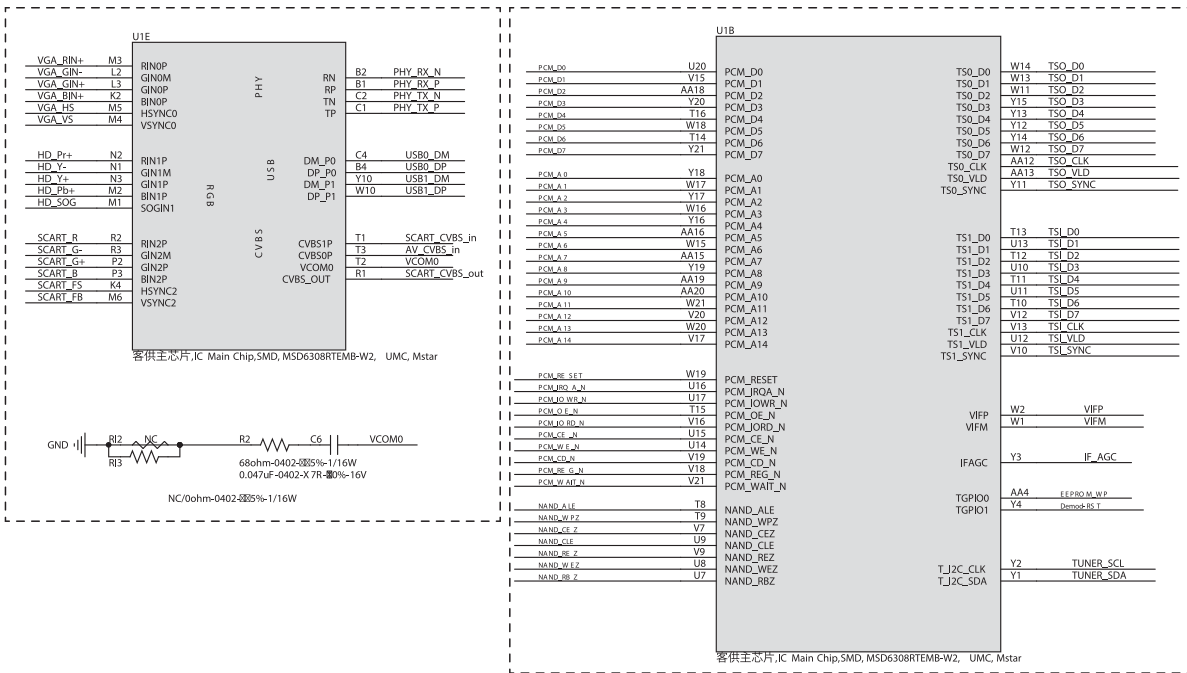 U1E
VGA_RIN+ M3 RIN0P
VGA_GIN- L2 GIN0M
VGA_GIN+ L3 GIN0P
VGA_BIN+ K2 BIN0P
VGA_HS M5 HSYNC0
VGA_VS M4 VSYNC0
HD_Pr+ N2 RIN1P
HD_Y- N1 GIN1M
HD_Y+ N3 GIN1P
HD_Pb+ M2 BIN1P
HD_SOG M1 SOGIN1
SCART_R R2 RIN2P
SCART_G- R3 GIN2M
SCART_G+ P2 GIN2P
SCART_B P3 BIN2P
SCART_FS K4 HSYNC2
SCART_FB M6 VSYNC2
RGB
PHY
USB
CVBS
RN B2 PHY_RX_N
RP B1 PHY_RX_P
TN C2 PHY_TX_N
TP C1 PHY_TX_P
DM_P0 C4 USB0_DM
DP_P0 B4 USB0_DP
DM_P1 Y10 USB1_DM
DP_P1 W10 USB1_DP
CVBS1P T1 SCART_CVBS_in
CVBS0P T3 AV_CVBS_in
VCOM0 T2 VCOM0
CVBS_OUT R1 SCART_CVBS_out
客供主芯片,IC Main Chip,SMD, MSD6308RTEMB-W2, UMC, Mstar
GND RI2 NC R2 C6 VCOM0
RI3
68ohm-0402-5%-1/16W
0.047uF-0402-X7R-0%-16V
NC/0ohm-0402-5%-1/16W
U1B
PCM_D0 U20 PCM_D0
PCM_D1 V15 PCM_D1
PCM_D2 AA18 PCM_D2
PCM_D3 Y20 PCM_D3
PCM_D4 T16 PCM_D4
PCM_D5 W18 PCM_D5
PCM_D6 T14 PCM_D6
PCM_D7 Y21 PCM_D7
PCM_A0 Y18 PCM_A0
PCM_A1 W17 PCM_A1
PCM_A2 Y17 PCM_A2
PCM_A3 W16 PCM_A3
PCM_A4 Y16 PCM_A4
PCM_A5 AA16 PCM_A5
PCM_A6 W15 PCM_A6
PCM_A7 AA15 PCM_A7
PCM_A8 Y19 PCM_A8
PCM_A9 AA19 PCM_A9
PCM_A10 AA20 PCM_A10
PCM_A11 W21 PCM_A11
PCM_A12 V20 PCM_A12
PCM_A13 W20 PCM_A13
PCM_A14 V17 PCM_A14
PCM_RESET W19 PCM_RESET
PCM_IRQA_N U16 PCM_IRQA_N
PCM_IOWR_N U17 PCM_IOWR_N
PCM_OE_N T15 PCM_OE_N
PCM_IORD_N V16 PCM_IORD_N
PCM_CE_N U15 PCM_CE_N
PCM_WE_N U14 PCM_WE_N
PCM_CD_N V19 PCM_CD_N
PCM_REG_N V18 PCM_REG_N
PCM_WAIT_N V21 PCM_WAIT_N
NAND_ALE T8 NAND_ALE
NAND_WPZ T9 NAND_WPZ
NAND_CEZ V7 NAND_CEZ
NAND_CLE U9 NAND_CLE
NAND_REZ V9 NAND_REZ
NAND_WEZ U8 NAND_WEZ
NAND_RBZ U7 NAND_RBZ
TS0_D0 W14 TSO_D0
TS0_D1 W13 TSO_D1
TS0_D2 W11 TSO_D2
TS0_D3 Y15 TSO_D3
TS0_D4 Y13 TSO_D4
TS0_D5 Y12 TSO_D5
TS0_D6 Y14 TSO_D6
TS0_D7 W12 TSO_D7
TS0_CLK AA12 TSO_CLK
TS0_VLD AA13 TSO_VLD
TS0_SYNC Y11 TSO_SYNC
TS1_D0 T13 TSI_D0
TS1_D1 U13 TSI_D1
TS1_D2 T12 TSI_D2
TS1_D3 U10 TSI_D3
TS1_D4 T11 TSI_D4
TS1_D5 U11 TSI_D5
TS1_D6 T10 TSI_D6
TS1_D7 V12 TSI_D7
TS1_CLK V13 TSI_CLK
TS1_VLD U12 TSI_VLD
TS1_SYNC V10 TSI_SYNC
VIFP W2 VIFP
VIFM W1 VIFM
IFAGC Y3 IF_AGC
TGPIO0 AA4 EEPROM_WP
TGPIO1 Y4 Demod-RST
T_I2C_CLK Y2 TUNER_SCL
T_I2C_SDA Y1 TUNER_SDA
客供主芯片,IC Main Chip,SMD, MSD6308RTEMB-W2, UMC, Mstar